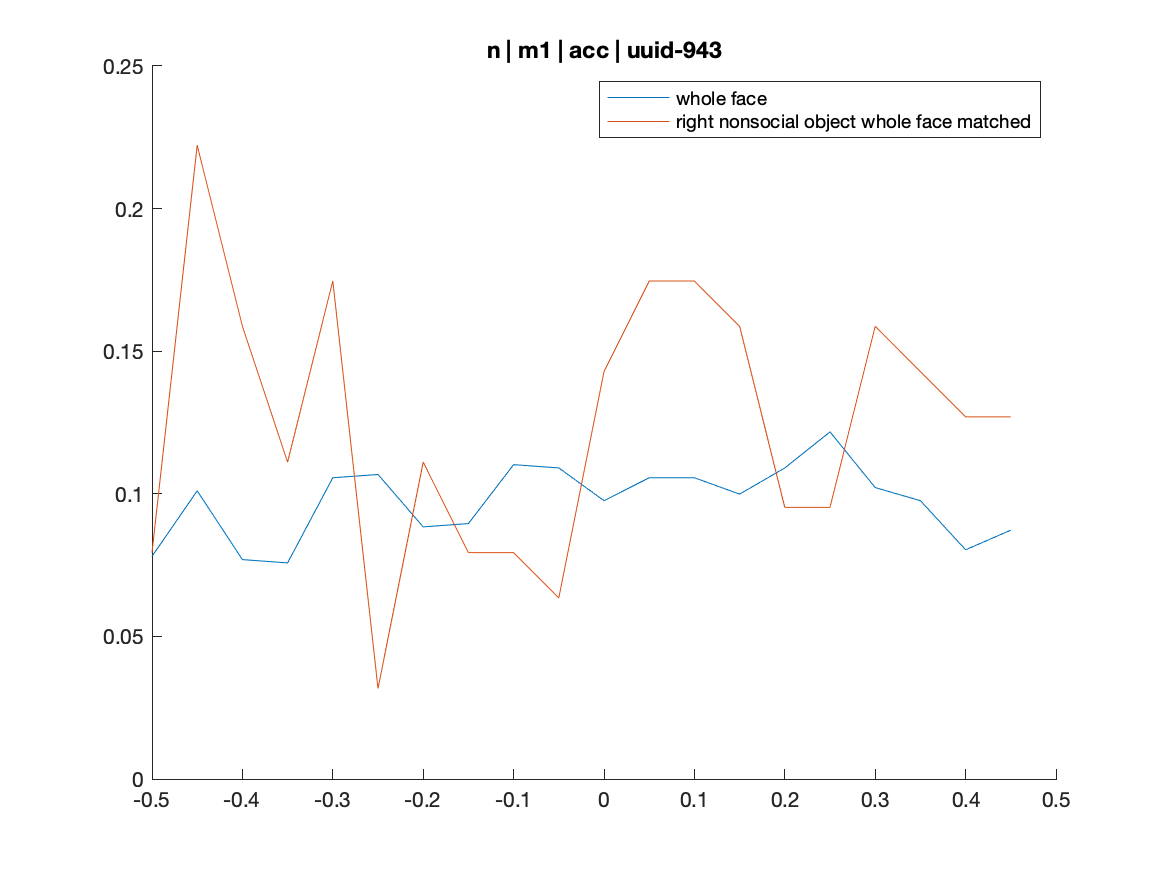 n | m1 | acc | uuid-943
whole face
right nonsocial object whole face matched
0.25
0.2
0.15
0.1
0.05
0
-0.5 -0.4 -0.3 -0.2 -0.1 0 0.1 0.2 0.3 0.4 0.5